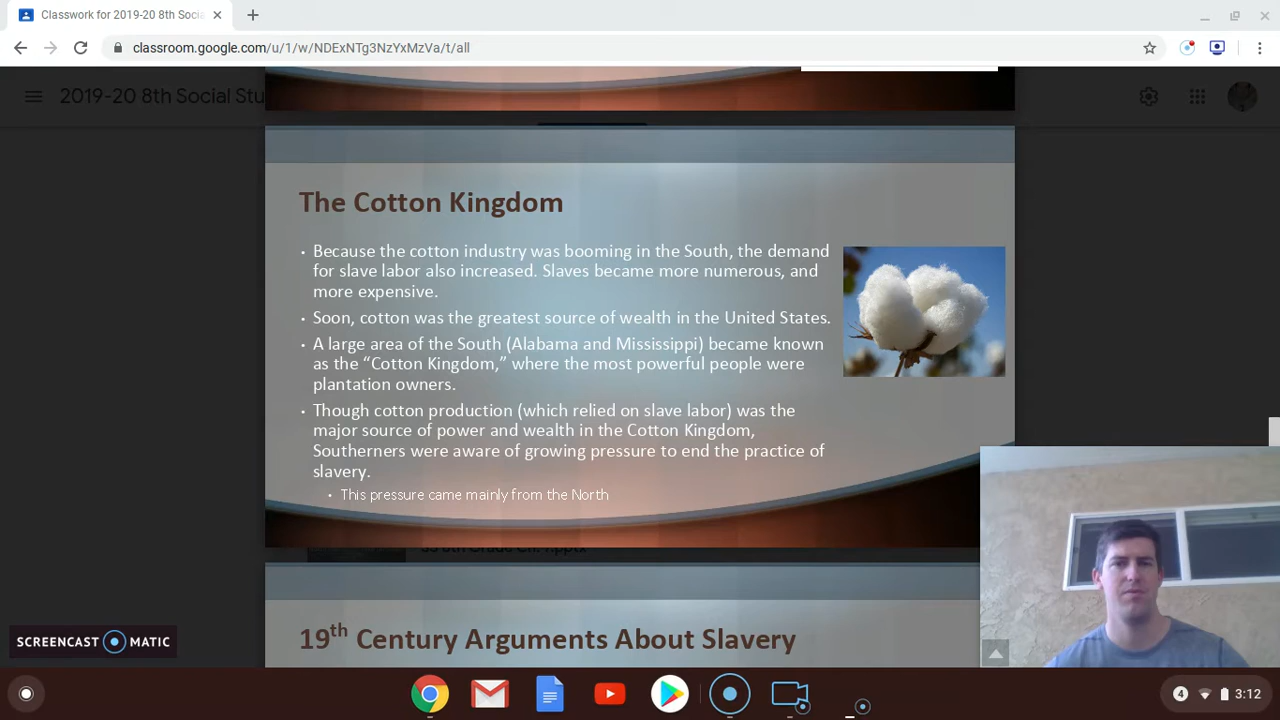 Classwork for 2019-20 8th Socia
classroom.google.com/u/1/w/NDExNTg3NzYxMzVa/t/all
2019-20 8th Social Stu
The Cotton Kingdom
• Because the cotton industry was booming in the South, the demand
for slave labor also increased. Slaves became more numerous, and
more expensive.
• Soon, cotton was the greatest source of wealth in the United States.
• A large area of the South (Alabama and Mississippi) became known
as the “Cotton Kingdom,” where the most powerful people were
plantation owners.
• Though cotton production (which relied on slave labor) was the
major source of power and wealth in the Cotton Kingdom,
Southerners were aware of growing pressure to end the practice of
slavery.
• This pressure came mainly from the North
19th Century Arguments About Slavery
SCREENCAST MATIC
4 3:12